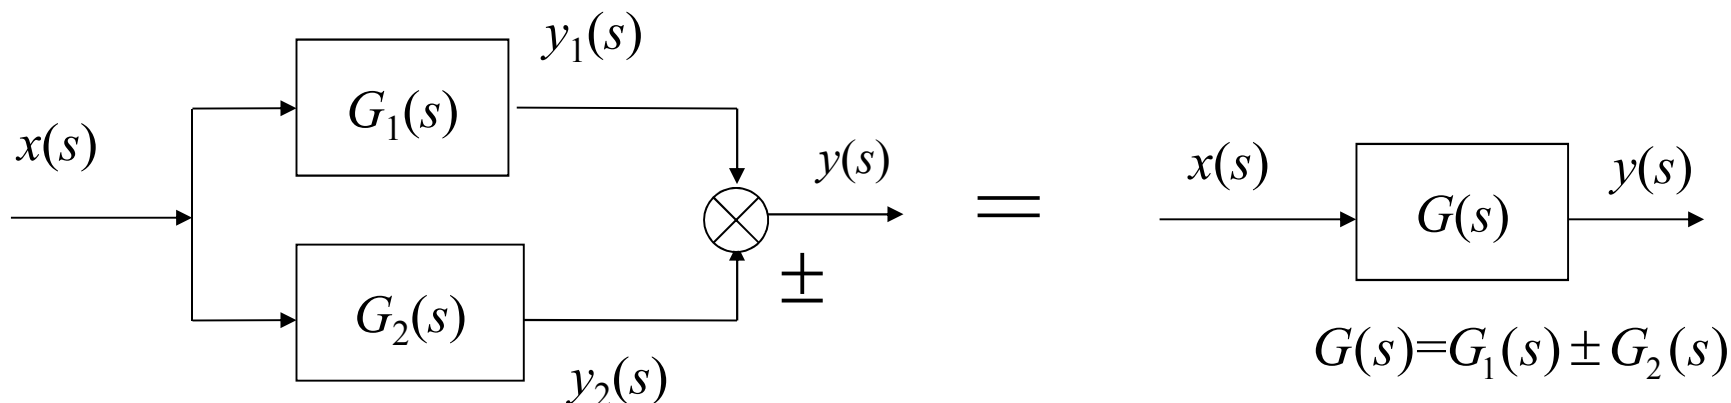 y₁(s)
G₁(s)
x(s)
y(s)
±
G₂(s)
y₂(s)
=
x(s)
G(s)
y(s)
G(s)=G₁(s)±G₂(s)